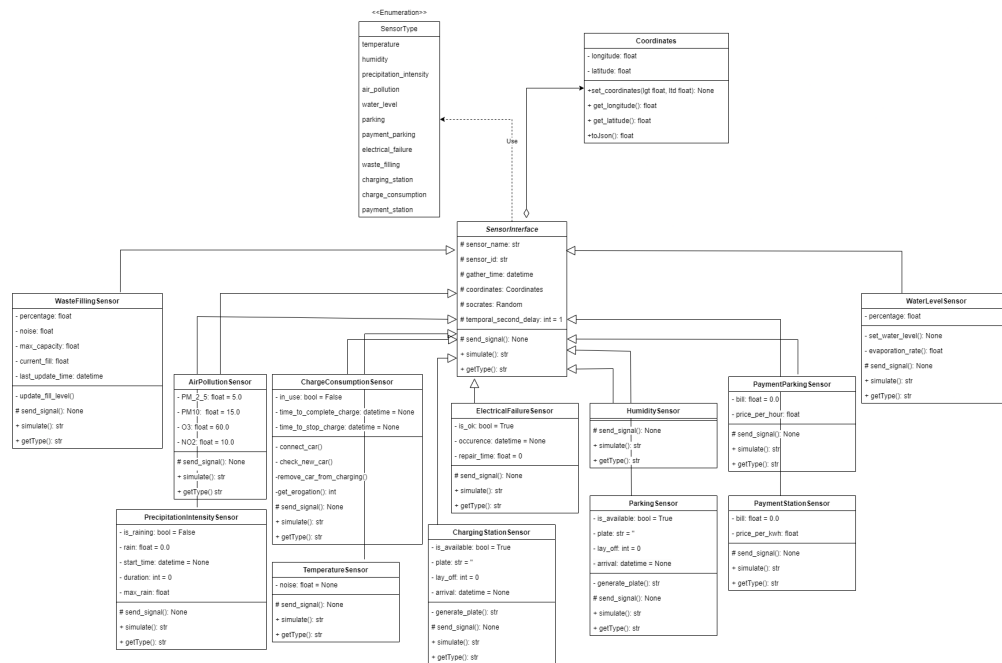 <<Enumeration>>
SensorType
temperature
humidity
precipitation_intensity
air_pollution
water_level
parking
payment_parking
electrical_failure
waste_filling
charging_station
charge_consumption
payment_station
Coordinates
- longitude: float
- latitude: float
+set_coordinates(lgt float, ltd float): None
+ get_longitude(): float
+ get_latitude(): float
+toJson(): float
Use
SensorInterface
# sensor_name: str
# sensor_id: str
# gather_time: datetime
# coordinates: Coordinates
# socrates: Random
# temporal_second_delay: int = 1
# send_signal(): None
+ simulate(): str
+ getType(): str
WasteFillingSensor
- percentage: float
- noise: float
- max_capacity: float
- current_fill: float
- last_update_time: datetime
- update_fill_level()
# send_signal(): None
+ simulate(): str
+ getType(): str
WaterLevelSensor
- percentage: float
- set_water_level(): None
- evaporation_rate(): float
# send_signal(): None
+ simulate(): str
+ getType(): str
AirPollutionSensor
- PM_2_5: float = 5.0
- PM10: float = 15.0
- O3: float = 60.0
- NO2: float = 10.0
# send_signal(): None
+ simulate(): str
+ getType() str
ChargeConsumptionSensor
- in_use: bool = False
- time_to_complete_charge: datetime = None
- time_to_stop_charge: datetime = None
- connect_car()
- check_new_car()
-remove_car_from_charging()
-get_erogation(): int
# send_signal(): None
+ simulate(): str
+ getType(): str
ElectricalFailureSensor
- is_ok: bool = True
- occurence: datetime = None
- repair_time: float = 0
# send_signal(): None
+ simulate(): str
+ getType(): str
HumiditySensor
# send_signal(): None
+ simulate(): str
+ getType(): str
PaymentParkingSensor
- bill: float = 0.0
- price_per_hour: float
# send_signal(): None
+ simulate(): str
+ getType(): str
PrecipitationIntensitySensor
- is_raining: bool = False
- rain: float = 0.0
- start_time: datetime = None
- duration: int = 0
- max_rain: float
# send_signal(): None
+ simulate(): str
+ getType(): str
TemperatureSensor
- noise: float = None
# send_signal(): None
+ simulate(): str
+ getType(): str
ChargingStationSensor
- is_available: bool = True
- plate: str = ''
- lay_off: int = 0
- arrival: datetime = None
- generate_plate(): str
# send_signal(): None
+ simulate(): str
+ getType(): str
ParkingSensor
- is_available: bool = True
- plate: str = ''
- lay_off: int = 0
- arrival: datetime = None
- generate_plate(): str
# send_signal(): None
+ simulate(): str
+ getType(): str
PaymentStationSensor
- bill: float = 0.0
- price_per_kwh: float
# send_signal(): None
+ simulate(): str
+ getType(): str